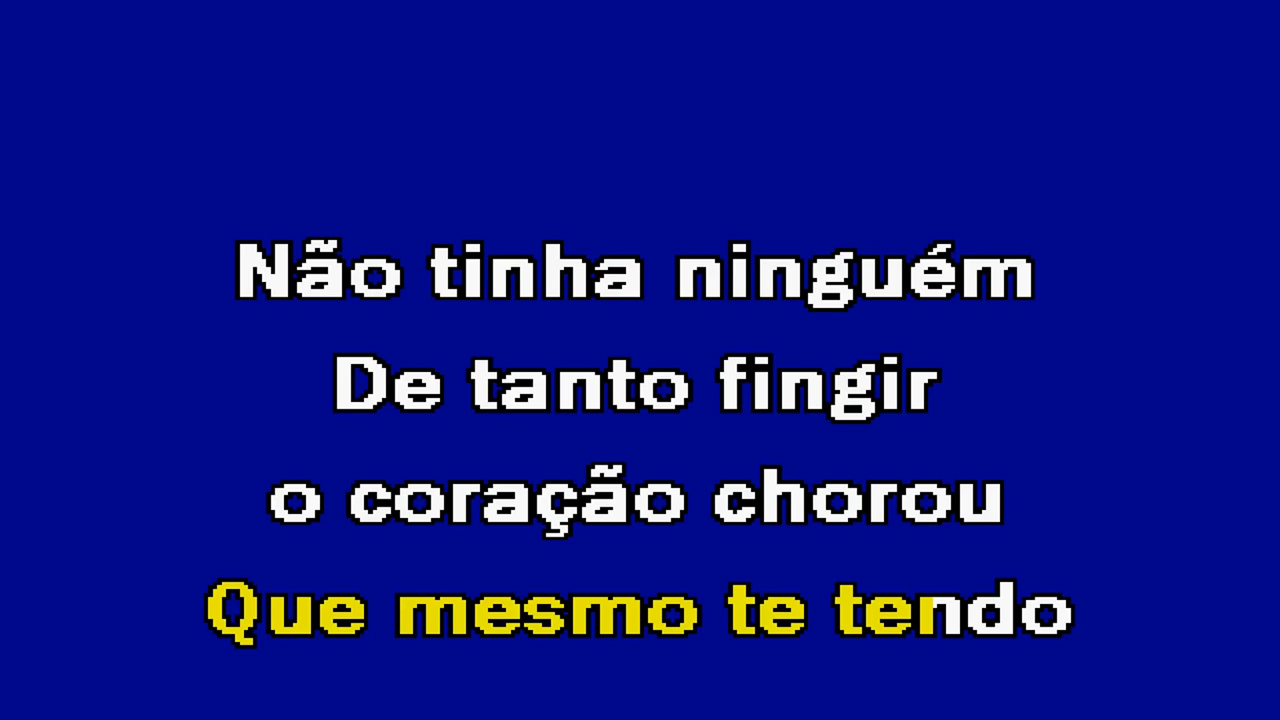 Não tinha ninguém
De tanto fingir
o coração chorou
Que mesmo te tendo